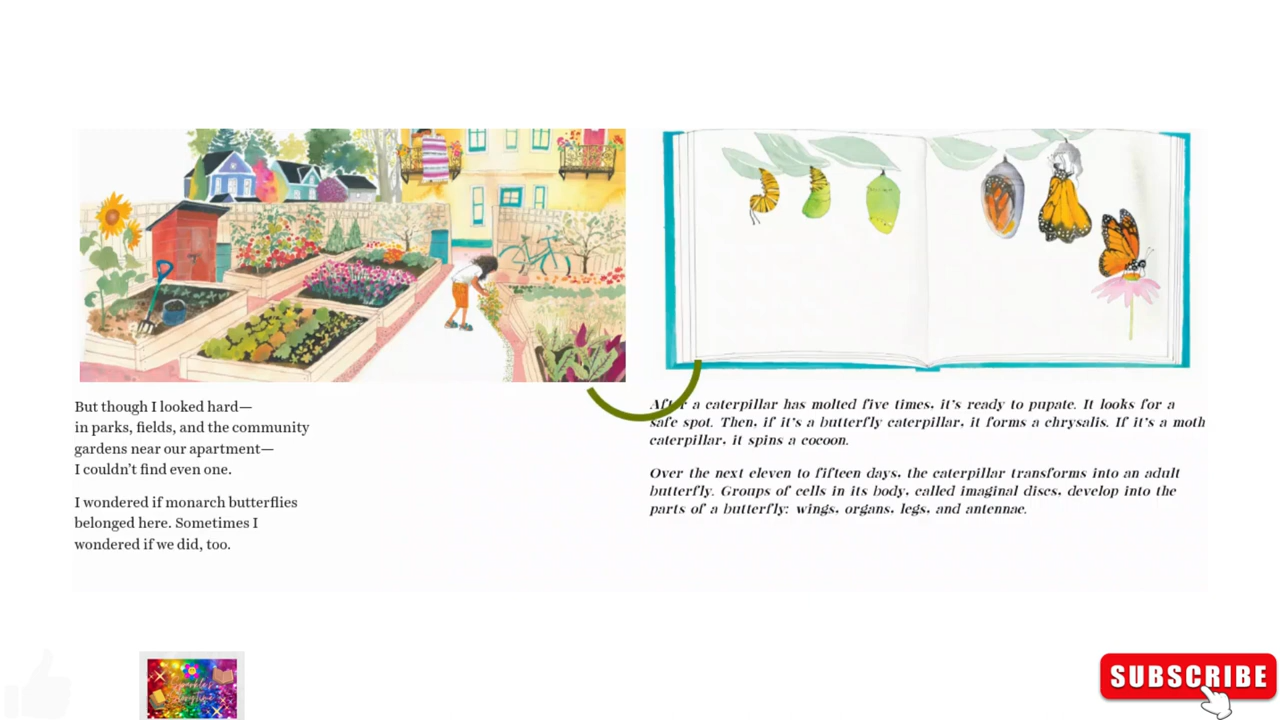 But though I looked hard—
in parks, fields, and the community
gardens near our apartment—
I couldn't find even one.
I wondered if monarch butterflies
belonged here. Sometimes I
wondered if we did, too.
After a caterpillar has molted five times, it's ready to pupate. It looks for a
safe spot. Then, if it's a butterfly caterpillar, it forms a chrysalis. If it's a moth
caterpillar, it spins a cocoon.
Over the next eleven to fifteen days, the caterpillar transforms into an adult
butterfly. Groups of cells in its body, called imaginal discs, develop into the
parts of a butterfly: wings, organs, legs, and antennae.
SUBSCRIBE